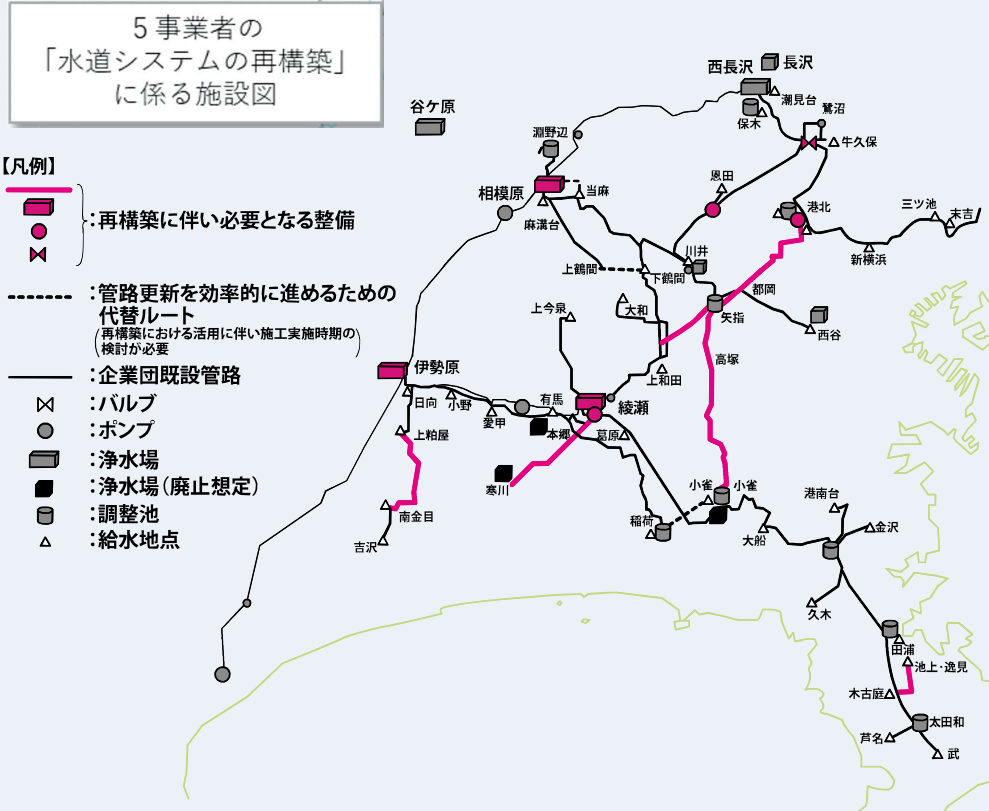 ５事業者の
「水道システムの再構築」
に係る施設図
【凡例】
：再構築に伴い必要となる整備
：管路更新を効率的に進めるための
代替ルート
（再構築における活用に伴い施工実施時期の
検討が必要）
：企業団既設管路
：バルブ
：ポンプ
：浄水場
：浄水場（廃止想定）
：調整池
：給水地点
長沢
西長沢
潮見台
鷺沼
谷ケ原
保木
牛久保
淵野辺
恩田
相模原
当麻
港北
三ツ池
末吉
麻溝台
新横浜
川井
上鶴間
下鶴間
都岡
上今泉
大和
矢指
西谷
高塚
伊勢原
上和田
日向
小野
有馬
綾瀬
愛甲
本郷
葛原
上粕屋
寒川
小雀
小雀
港南台
南金目
稲荷
金沢
吉沢
大船
久木
田浦
池上・逸見
木古庭
太田和
芦名
武